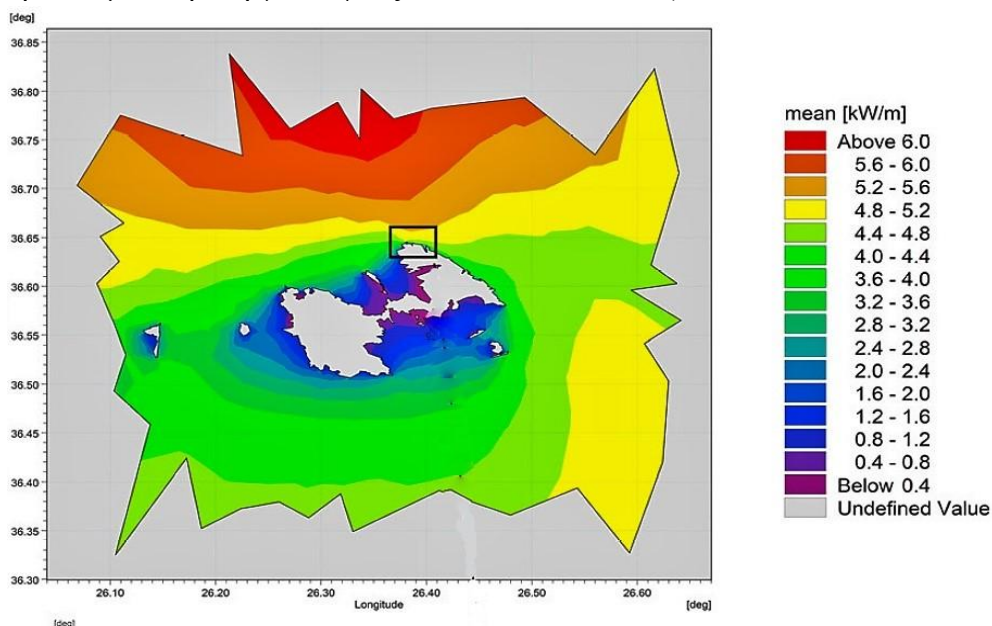 [deg]
36.85
36.80
36.75
36.70
36.65
36.60
36.55
36.50
36.45
36.40
36.35
36.30
26.10 26.20 26.30 26.40 26.50 26.60
Longitude [deg]
[deg]
mean [kW/m]
Above 6.0
5.6 - 6.0
5.2 - 5.6
4.8 - 5.2
4.4 - 4.8
4.0 - 4.4
3.6 - 4.0
3.2 - 3.6
2.8 - 3.2
2.4 - 2.8
2.0 - 2.4
1.6 - 2.0
1.2 - 1.6
0.8 - 1.2
0.4 - 0.8
Below 0.4
Undefined Value